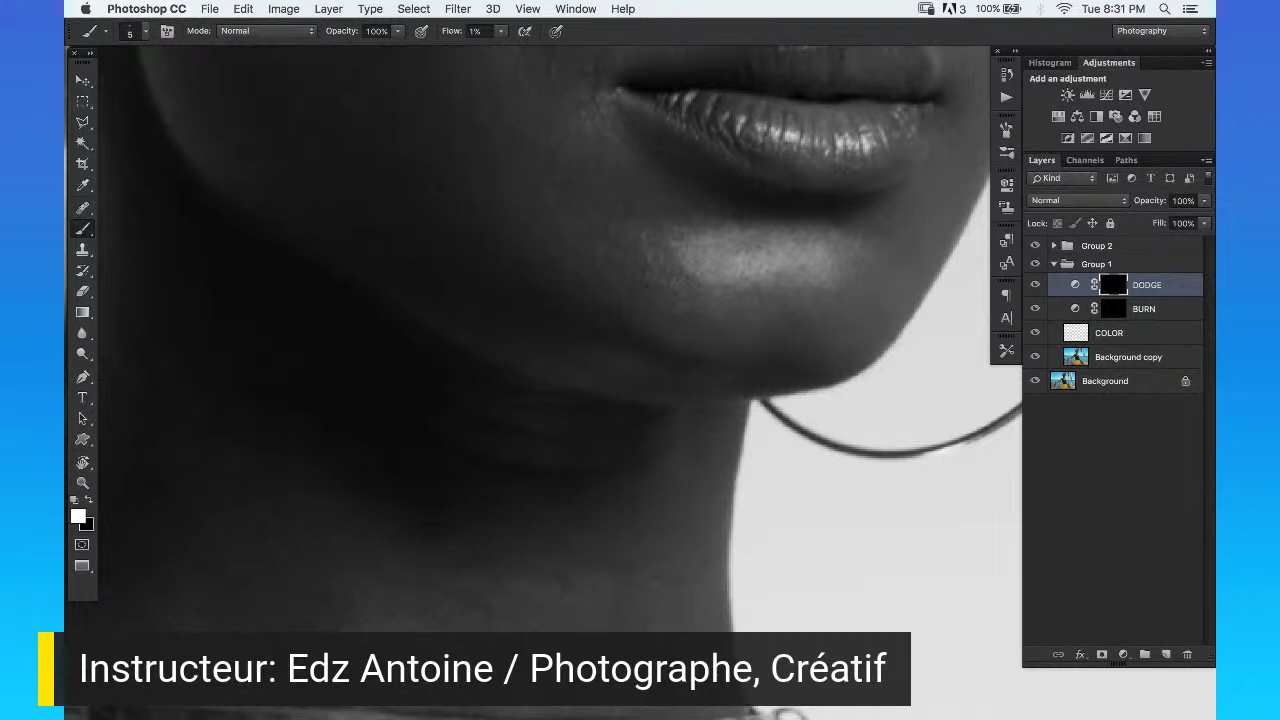 Photoshop CC File Edit Image Layer Type Select Filter 3D View Window Help 3 100% Tue 8:31 PM
5 Mode: Normal Opacity: 100% Flow: 1% Photography
Histogram Adjustments
Add an adjustment
Layers Channels Paths
Kind
Normal Opacity: 100%
Lock: Fill: 100%
Group 2
Group 1
DODGE
BURN
COLOR
Background copy
Background
Instructeur: Edz Antoine / Photographe, Créatif